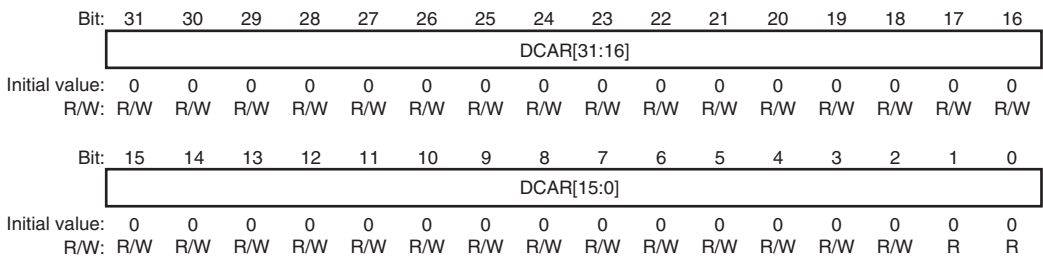 Bit: 31 30 29 28 27 26 25 24 23 22 21 20 19 18 17 16
DCAR[31:16]
Initial value: 0 0 0 0 0 0 0 0 0 0 0 0 0 0 0 0
R/W: R/W R/W R/W R/W R/W R/W R/W R/W R/W R/W R/W R/W R/W R/W R/W R/W
Bit: 15 14 13 12 11 10 9 8 7 6 5 4 3 2 1 0
DCAR[15:0]
Initial value: 0 0 0 0 0 0 0 0 0 0 0 0 0 0 0 0
R/W: R/W R/W R/W R/W R/W R/W R/W R/W R/W R/W R/W R/W R/W R/W R R